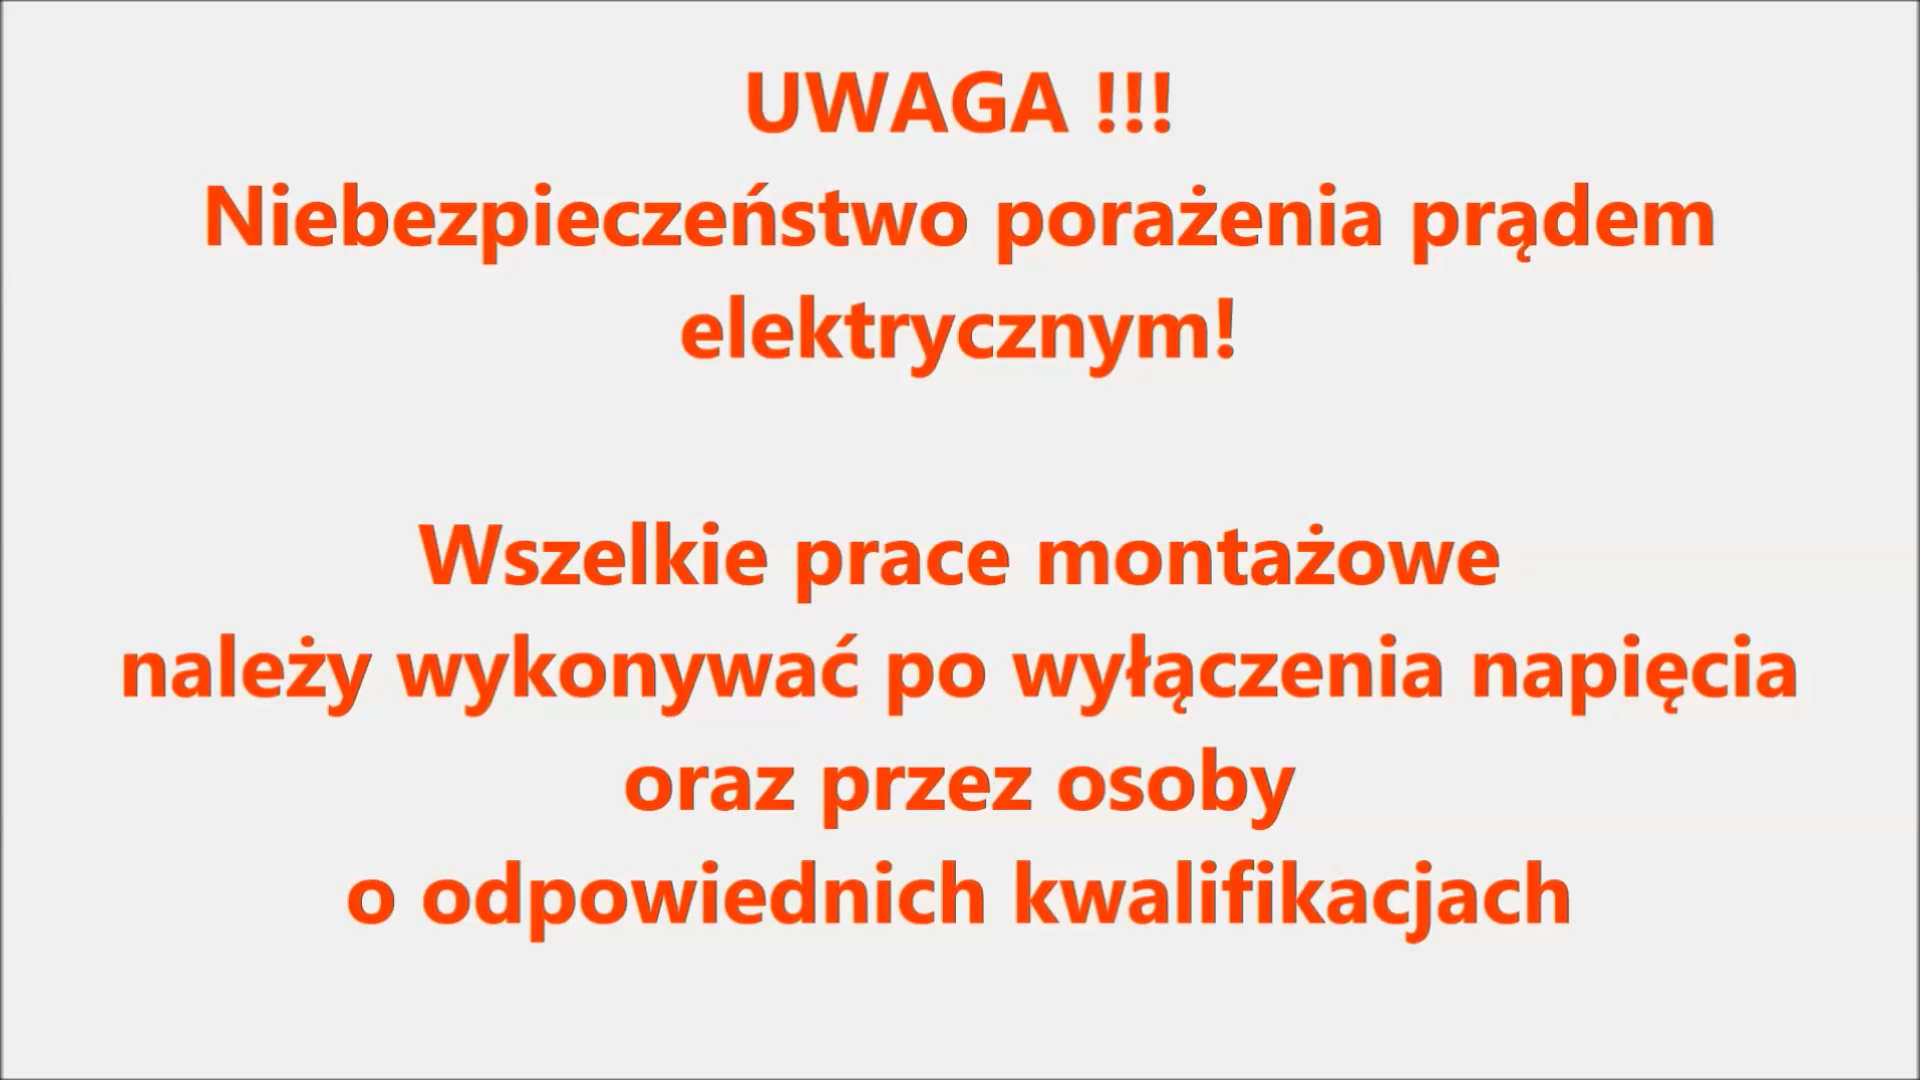 UWAGA !!!
Niebezpieczeństwo porażenia prądem
elektrycznym!
Wszelkie prace montażowe
należy wykonywać po wyłączenia napięcia
oraz przez osoby
o odpowiednich kwalifikacjach